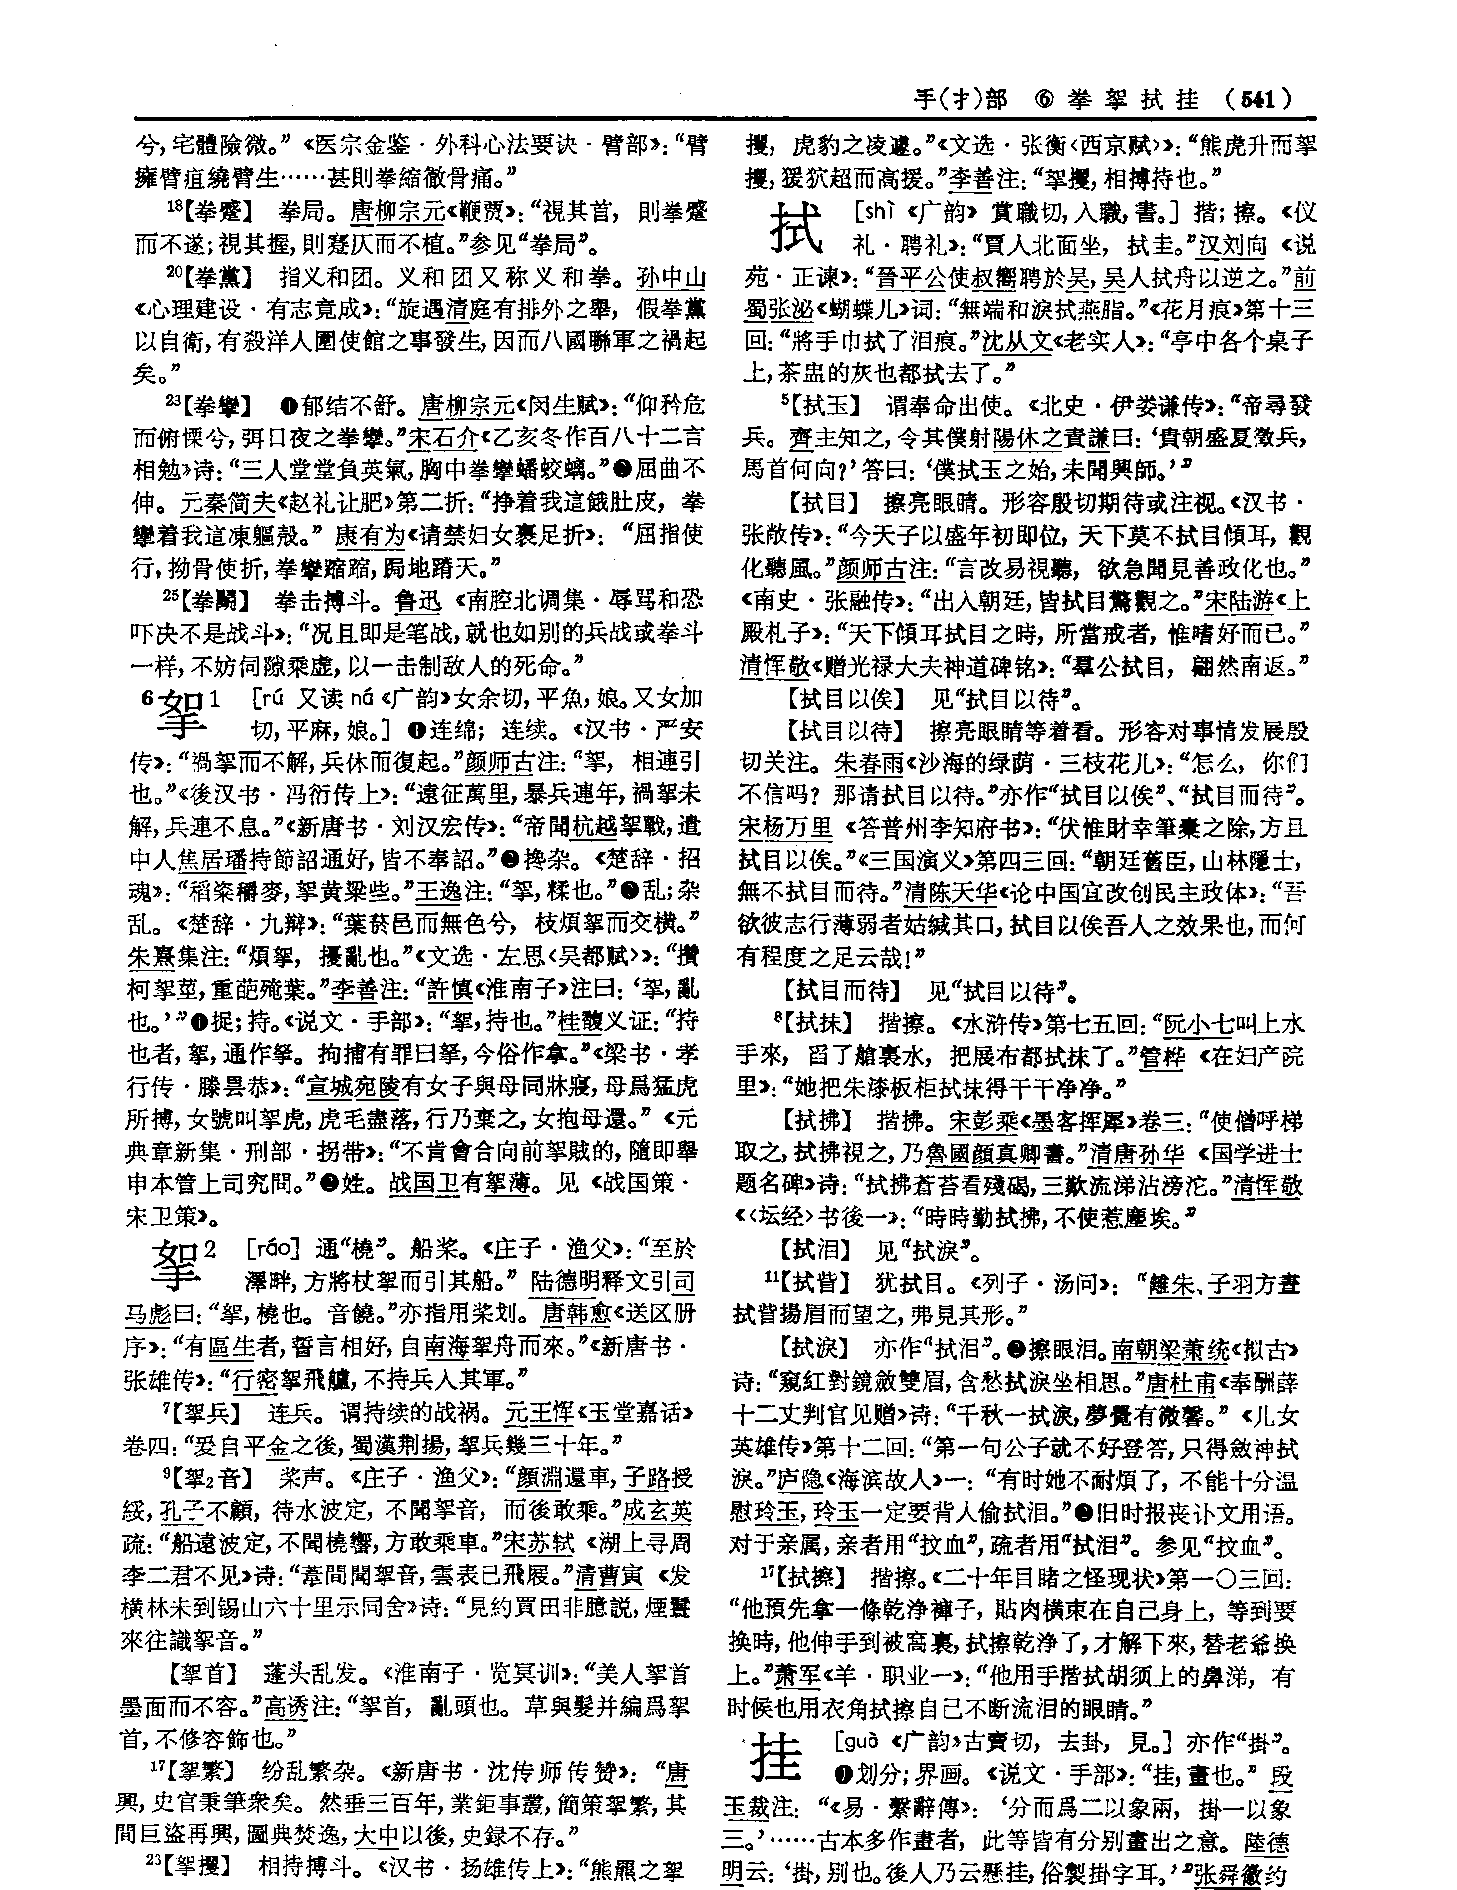 手(扌)部 ⑥ 拳 挐 拭 挂 (541)
兮,宅體險微。”《医宗金鉴·外科心法要诀·臂部》:“臂
擁臂疽繞臂生……甚則拳縮徹骨痛。”
18【拳蹙】 拳局。唐柳宗元《鞭贾》:“視其首,則拳蹙
而不遂;視其握,則蹇仄而不植。”参见“拳局”。
20【拳黨】 指义和团。义和团又称义和拳。孙中山
《心理建设·有志竟成》:“旋遇清庭有排外之舉,假拳黨
以自衛,有殺洋人圍使館之事發生,因而八國聯軍之禍起
矣。”
23【拳攣】 ❶郁结不舒。唐柳宗元《闵生赋》:“仰矜危
而俯慄兮,弭日夜之拳攣。”宋石介《乙亥冬作百八十二言
相勉》诗:“三人堂堂負英氣,胸中拳攣蟠蛟螭。”❷屈曲不
伸。元秦简夫《赵礼让肥》第二折:“挣着我這餓肚皮,拳
攣着我這凍軀殼。”康有为《请禁妇女裹足折》:“屈指使
行,拗骨使折,拳攣蹜蹜,跼地蹐天。”
25【拳鬭】 拳击搏斗。鲁迅《南腔北调集·辱骂和恐
吓决不是战斗》:“况且即是笔战,就也如别的兵战或拳斗
一样,不妨伺隙乘虚,以一击制敌人的死命。”
6挐1 [rú 又读 ná《广韵》女余切,平魚,娘。又女加
切,平麻,娘。]❶连绵;连续。《汉书·严安
传》:“禍挐而不解,兵休而復起。”颜师古注:“挐,相連引
也。”《後汉书·冯衍传上》:“遠征萬里,暴兵連年,禍挐未
解,兵連不息。”《新唐书·刘汉宏传》:“帝聞杭越挐戰,遣
中人焦居璠持節詔通好,皆不奉詔。”❷搀杂。《楚辞·招
魂》:“稻粢穱麥,挐黄粱些。”王逸注:“挐,糅也。”❸乱;杂
乱。《楚辞·九辩》:“葉菸邑而無色兮,枝煩挐而交横。”
朱熹集注:“煩挐,擾亂也。”《文选·左思〈吴都赋〉》:“攢
柯挐莖,重葩殗葉。”李善注:“許慎《淮南子》注曰:‘挐,亂
也。’”❹捉;持。《说文·手部》:“挐,持也。”桂馥义证:“持
也者,挐,通作拏。拘捕有罪曰拏,今俗作拿。”《梁书·孝
行传·滕昙恭》:“宣城宛陵有女子與母同牀寢,母爲猛虎
所搏,女號叫挐虎,虎毛盡落,行乃棄之,女抱母還。”《元
典章新集·刑部·拐带》:“不肯會合向前挐賊的,隨即舉
申本管上司究問。”❺姓。战国卫有挐薄。见《战国策·
宋卫策》。
挐2 [ráo]通“橈”。船桨。《庄子·渔父》:“至於
澤畔,方將杖挐而引其船。”陆德明释文引司
马彪曰:“挐,橈也。音饒。”亦指用桨划。唐韩愈《送区册
序》:“有區生者,誓言相好,自南海挐舟而來。”《新唐书·
张雄传》:“行密挐飛艫,不持兵入其軍。”
7【挐兵】 连兵。谓持续的战祸。元王恽《玉堂嘉话》
卷四:“爰自平金之後,蜀漢荆揚,挐兵幾三十年。”
9【挐2音】 桨声。《庄子·渔父》:“顔淵還車,子路授
綏,孔子不顧,待水波定,不聞挐音,而後敢乘。”成玄英
疏:“船遠波定,不聞橈響,方敢乘車。”宋苏轼《湖上寻周
李二君不见》诗:“葦間聞挐音,雲表已飛屐。”清曹寅《发
横林未到锡山六十里示同舍》诗:“見約買田非臆説,煙蠶
來往識挐音。”
【挐首】 蓬头乱发。《淮南子·览冥训》:“美人挐首
墨面而不容。”高诱注:“挐首,亂頭也。草與髮并編爲挐
首,不修容飾也。”
17【挐繁】 纷乱繁杂。《新唐书·沈传师传赞》:“唐
興,史官秉筆衆矣。然垂三百年,業鉅事叢,簡策挐繁,其
間巨盗再興,圖典焚逸,大中以後,史録不存。”
23【挐攫】 相持搏斗。《汉书·扬雄传上》:“熊羆之挐
攫,虎豹之凌遽。”《文选·张衡〈西京赋〉》:“熊虎升而挐
攫,猨狖超而高援。”李善注:“挐攫,相搏持也。”
拭 [shì《广韵》賞職切,入職,書。]揩;擦。《仪
礼·聘礼》:“賈人北面坐,拭圭。”汉刘向《说
苑·正谏》:“晉平公使叔嚮聘於吴,吴人拭舟以逆之。”前
蜀张泌《蝴蝶儿》词:“無端和淚拭燕脂。”《花月痕》第十三
回:“將手巾拭了泪痕。”沈从文《老实人》:“亭中各个桌子
上,茶盅的灰也都拭去了。”
5【拭玉】 谓奉命出使。《北史·伊娄谦传》:“帝尋發
兵。齊主知之,令其僕射陽休之責謙曰:‘貴朝盛夏徵兵,
馬首何向?’答曰:‘僕拭玉之始,未聞興師。’”
【拭目】 擦亮眼睛。形容殷切期待或注视。《汉书·
张敞传》:“今天子以盛年初即位,天下莫不拭目傾耳,觀
化聽風。”颜师古注:“言改易視聽,欲急聞見善政化也。”
《南史·张融传》:“出入朝廷,皆拭目驚觀之。”宋陆游《上
殿札子》:“天下傾耳拭目之時,所當戒者,惟嗜好而已。”
清恽敬《赠光禄大夫神道碑铭》:“羣公拭目,翩然南返。”
【拭目以俟】 见“拭目以待”。
【拭目以待】 擦亮眼睛等着看。形容对事情发展殷
切关注。朱春雨《沙海的绿荫·三枝花儿》:“怎么,你们
不信吗?那请拭目以待。”亦作“拭目以俟”、“拭目而待”。
宋杨万里《答普州李知府书》:“伏惟財幸筆橐之除,方且
拭目以俟。”《三国演义》第四三回:“朝廷舊臣,山林隱士,
無不拭目而待。”清陈天华《论中国宜改创民主政体》:“吾
欲彼志行薄弱者姑緘其口,拭目以俟吾人之效果也,而何
有程度之足云哉!”
【拭目而待】 见“拭目以待”。
8【拭抹】 揩擦。《水浒传》第七五回:“阮小七叫上水
手來,舀了艙裏水,把展布都拭抹了。”管桦《在妇产院
里》:“她把朱漆板柜拭抹得干干净净。”
【拭拂】 揩拂。宋彭乘《墨客挥犀》卷三:“使僧呼梯
取之,拭拂視之,乃魯國顔真卿書。”清唐孙华《国学进士
题名碑》诗:“拭拂蒼苔看殘碣,三歎流涕沾滂沱。”清恽敬
《〈坛经〉书後一》:“時時勤拭拂,不使惹塵埃。”
【拭泪】 见“拭淚”。
11【拭眥】 犹拭目。《列子·汤问》:“離朱、子羽方晝
拭眥揚眉而望之,弗見其形。”
【拭淚】 亦作“拭泪”。❶擦眼泪。南朝梁萧统《拟古》
诗:“窺紅對鏡斂雙眉,含愁拭淚坐相思。”唐杜甫《奉酬薛
十二丈判官见赠》诗:“千秋一拭淚,夢覺有微馨。”《儿女
英雄传》第十二回:“第一句公子就不好登答,只得斂神拭
淚。”庐隐《海滨故人》一:“有时她不耐煩了,不能十分温
慰玲玉,玲玉一定要背人偷拭泪。”❷旧时报丧讣文用语。
对于亲属,亲者用“抆血”,疏者用“拭泪”。参见“抆血”。
17【拭擦】 揩擦。《二十年目睹之怪现状》第一〇三回:
“他預先拿一條乾浄褲子,貼肉横束在自己身上,等到要
换時,他伸手到被窩裏,拭擦乾浄了,才解下來,替老爺换
上。”萧军《羊·职业一》:“他用手揩拭胡须上的鼻涕,有
时候也用衣角拭擦自己不断流泪的眼睛。”
挂 [guà《广韵》古賣切,去卦,見。]亦作“掛”。
❶划分;界画。《说文·手部》:“挂,畫也。”段
玉裁注:“《易·繫辭傳》:‘分而爲二以象兩,掛一以象
三。’……古本多作畫者,此等皆有分别畫出之意。陸德
明云:‘掛,别也。後人乃云懸挂,俗製掛字耳。’”张舜徽约